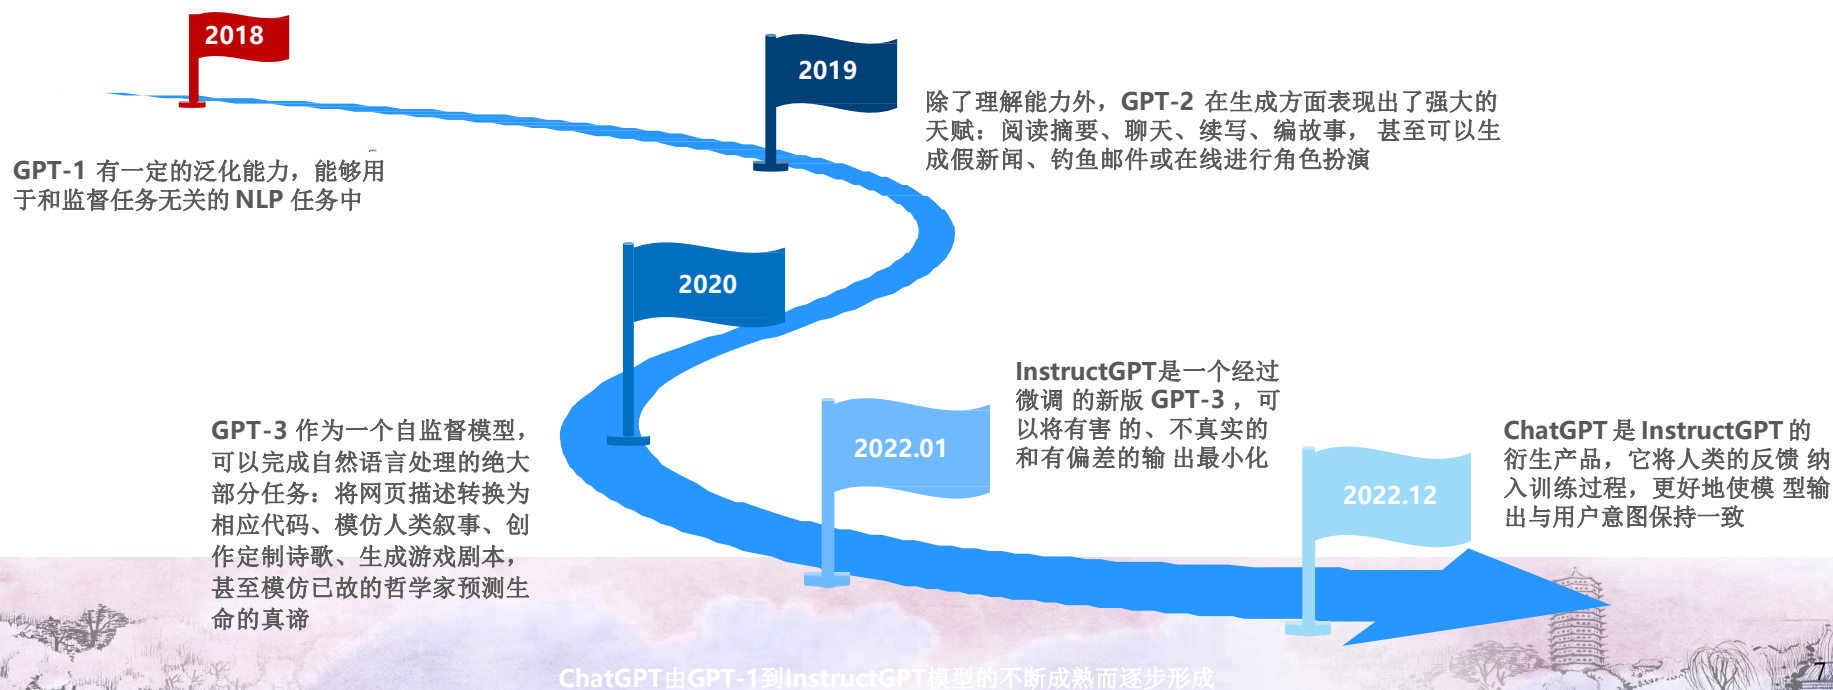 2018
GPT-1 有一定的泛化能力，能够用
于和监督任务无关的 NLP 任务中
2019
除了理解能力外，GPT-2 在生成方面表现出了强大的
天赋：阅读摘要、聊天、续写、编故事， 甚至可以生
成假新闻、钓鱼邮件或在线进行角色扮演
2020
GPT-3 作为一个自监督模型，
可以完成自然语言处理的绝大
部分任务：将网页描述转换为
相应代码、模仿人类叙事、创
作定制诗歌、生成游戏剧本，
甚至模仿已故的哲学家预测生
命的真谛
2022.01
InstructGPT是一个经过
微调 的新版 GPT-3 ，可
以将有害 的、不真实的
和有偏差的输 出最小化
2022.12
ChatGPT 是 InstructGPT 的
衍生产品，它将人类的反馈 纳
入训练过程，更好地使模 型输
出与用户意图保持一致
ChatGPT由GPT-1到InstructGPT模型的不断成熟而逐步形成
7